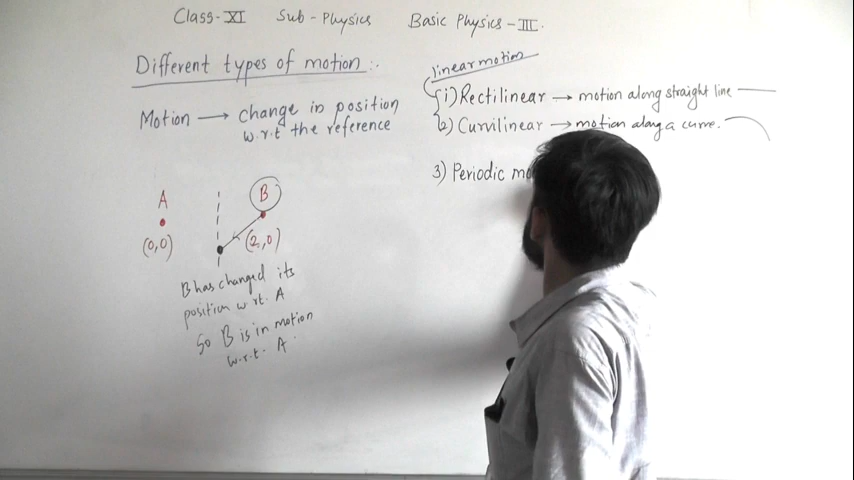 Class-XI Sub-Physics Basic Physics-III.
Different types of motion:.
Motion → change in position
w.r.t the reference
linear motion
1) Rectilinear → motion along straight line
2) Curvilinear → motion along a curve.
3) Periodic mo
A
(0,0)
B
(2,0)
B has changed its
position w.r.t. A
So B is in motion
w.r.t. A.